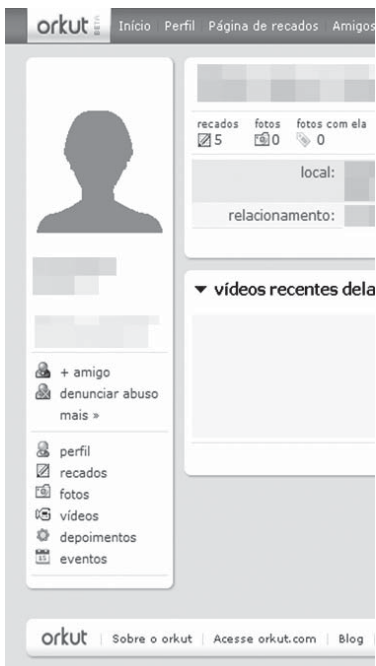 orkut BETA Início Perfil Página de recados Amigos
recados fotos fotos com ela
5 0 0
local:
relacionamento:
vídeos recentes dela
+ amigo
denunciar abuso
mais »
perfil
recados
fotos
vídeos
depoimentos
eventos
orkut | Sobre o orkut | Acesse orkut.com | Blog |